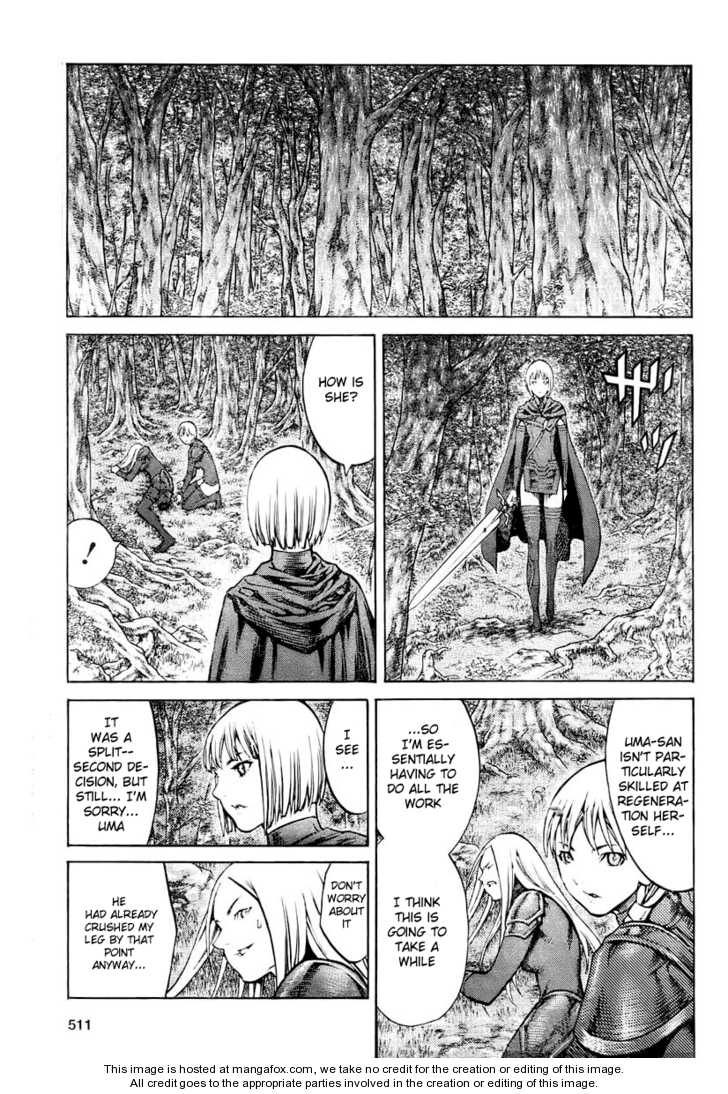 ザッ
HOW IS
SHE?
!
UMA-SAN
ISN'T PAR-
TICULARLY
SKILLED AT
REGENERA-
TION HER-
SELF...
...SO
I'M ES-
SENTIALLY
HAVING TO
DO ALL THE
WORK
I THINK
THIS IS
GOING TO
TAKE A
WHILE
I
SEE
...
IT
WAS A
SPLIT--
SECOND DE-
CISION, BUT
STILL... I'M
SORRY...
UMA
DON'T
WORRY
ABOUT
IT
HE
HAD ALREADY
CRUSHED MY
LEG BY THAT
POINT
ANYWAY...
511
This image is hosted at mangafox.com, we take no credit for the creation or editing of this image.
All credit goes to the appropriate parties involved in the creation or editing of this image.